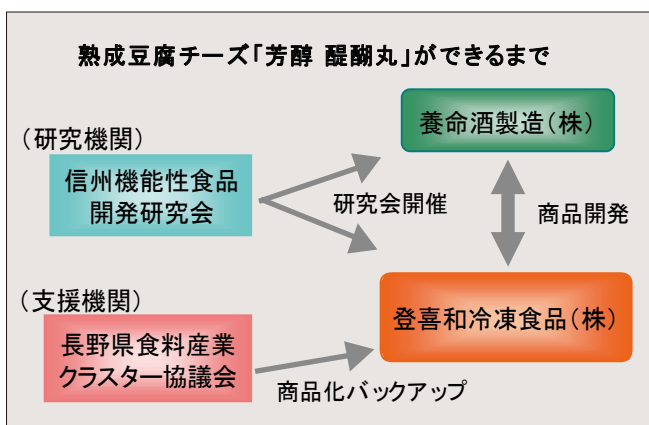 熟成豆腐チーズ「芳醇 醍醐丸」ができるまで
養命酒製造（株）
（研究機関）
信州機能性食品
開発研究会
研究会開催
商品開発
（支援機関）
登喜和冷凍食品（株）
長野県食料産業
クラスター協議会
商品化バックアップ